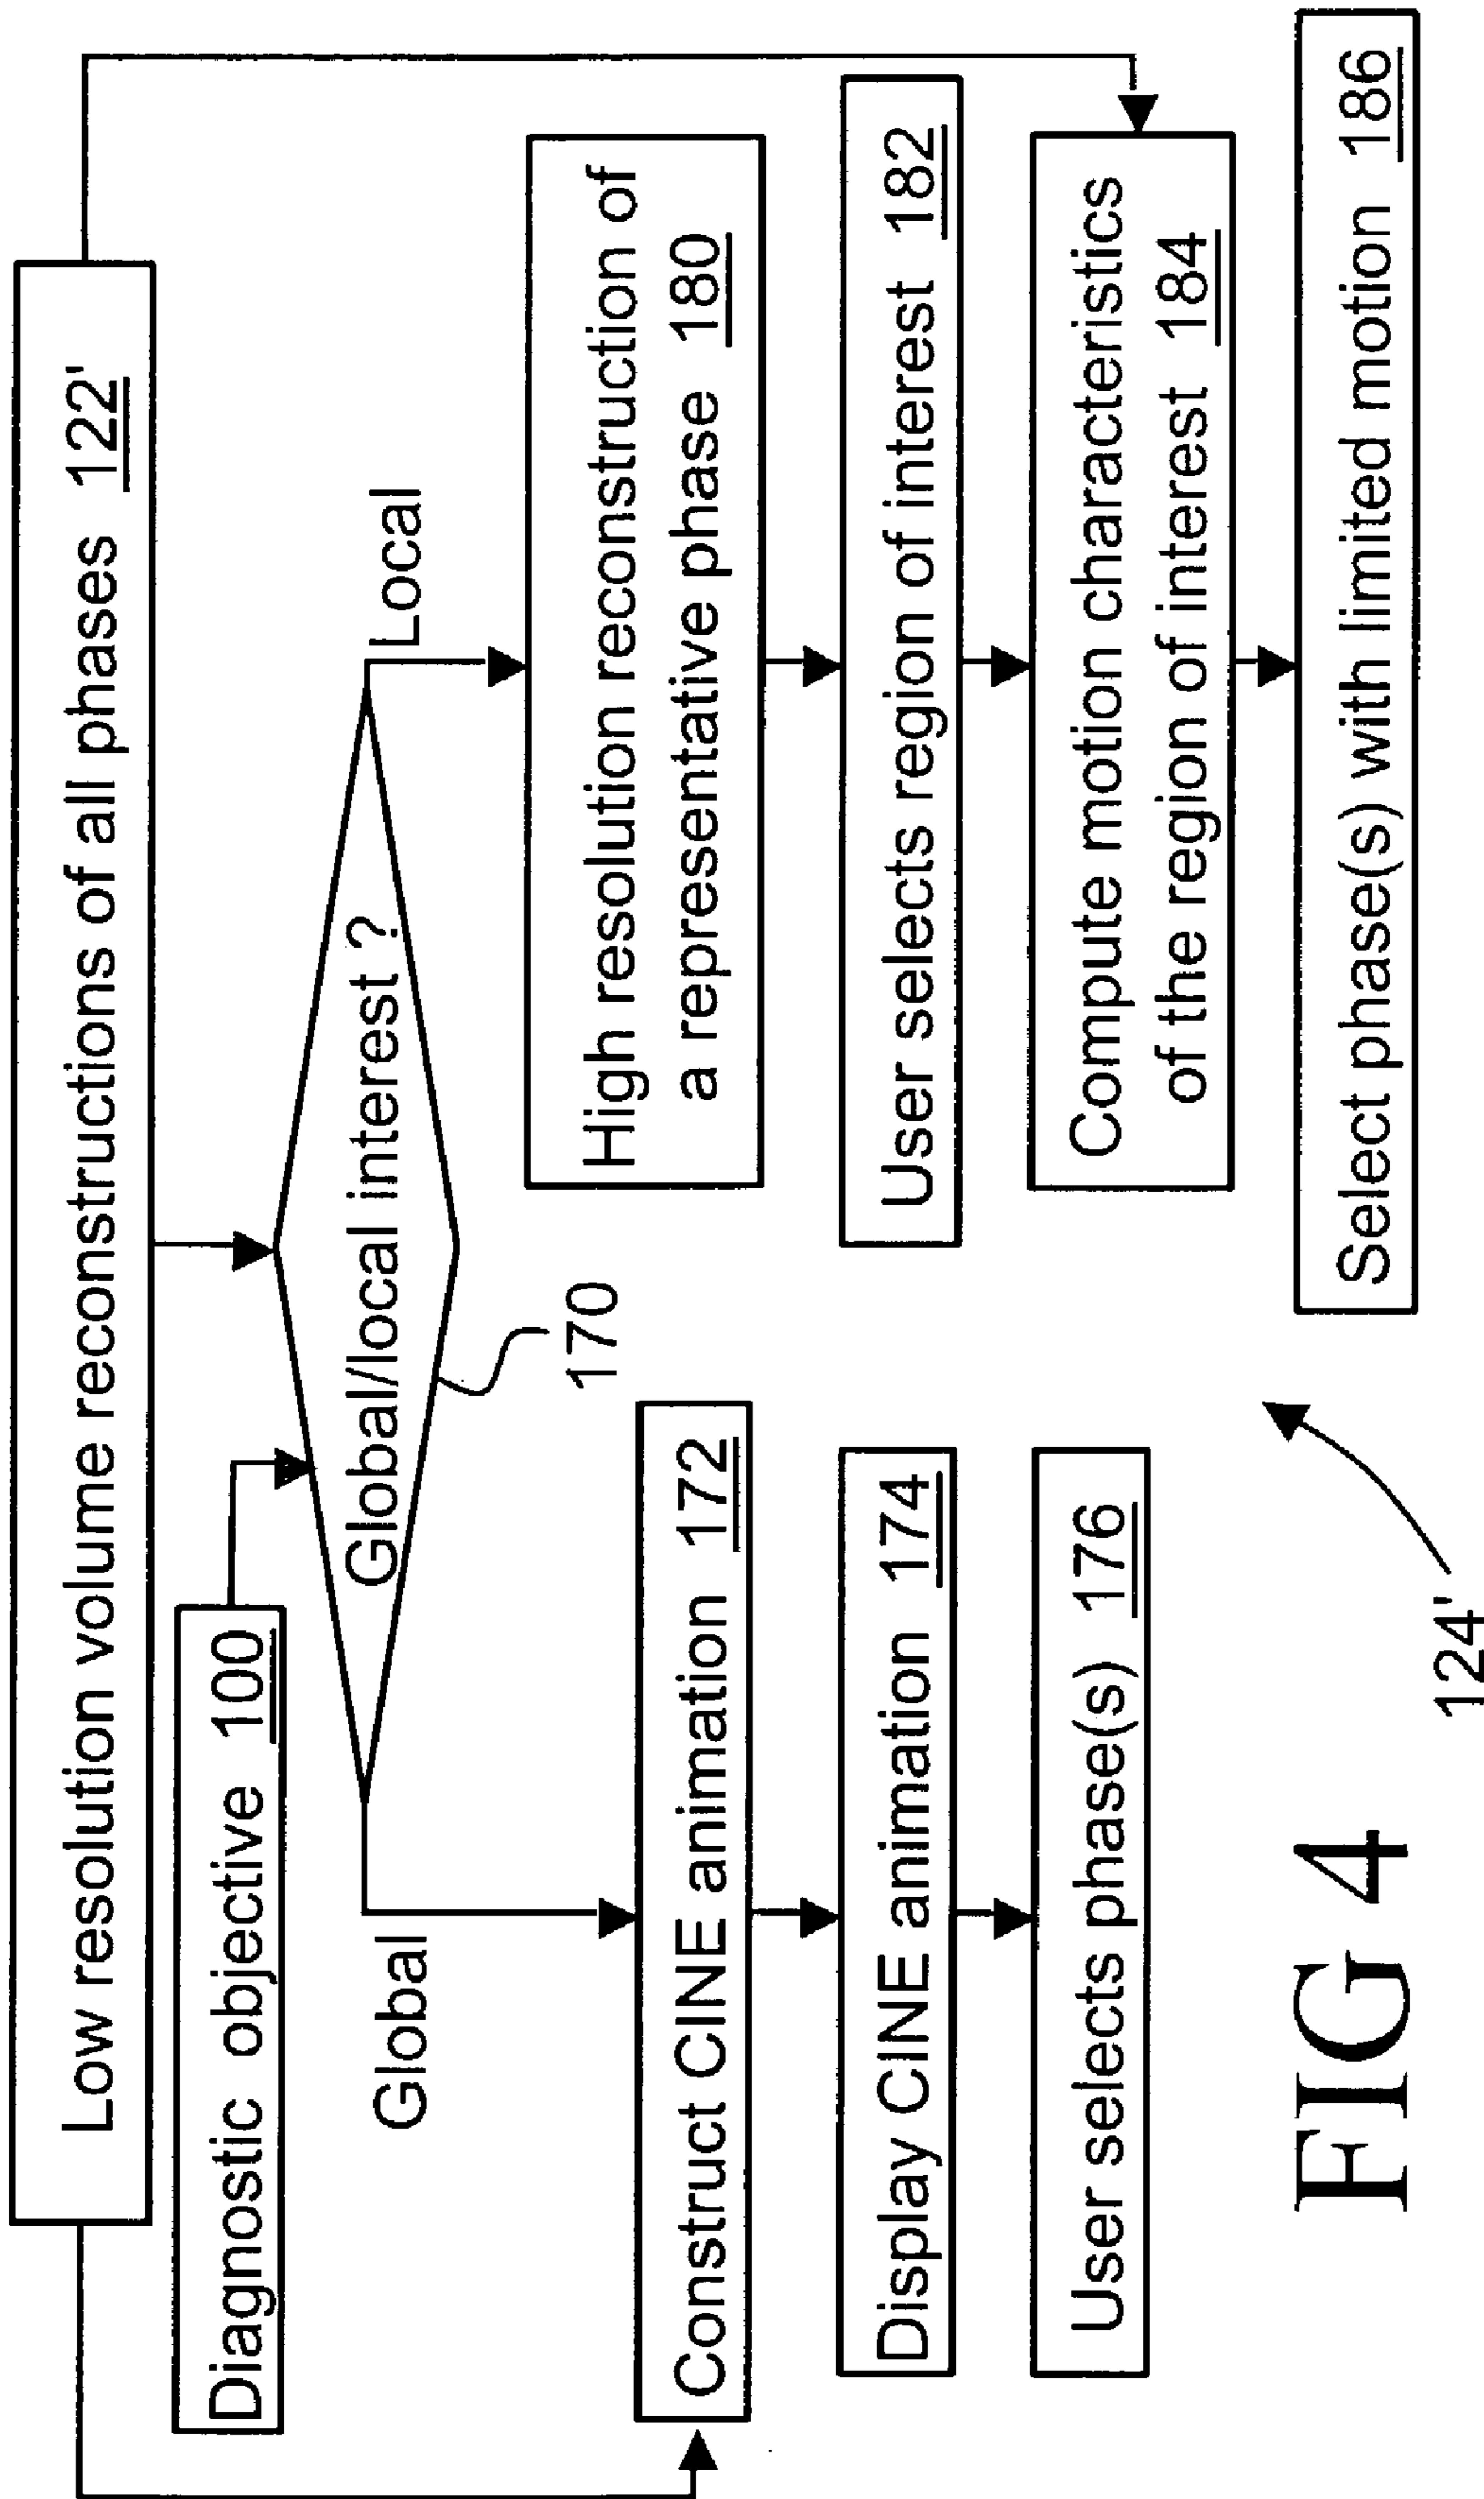 Low resolution volume reconstructions of all phases 122'
Diagnostic objective 100
Global/local interest ?
170
Global
Local
Construct CINE animation 172
Display CINE animation 174
User selects phase(s) 176
High resolution reconstruction of
a representative phase 180
User selects region of interest 182
Compute motion characteristics
of the region of interest 184
Select phase(s) with limited motion 186
FIG 4
124'